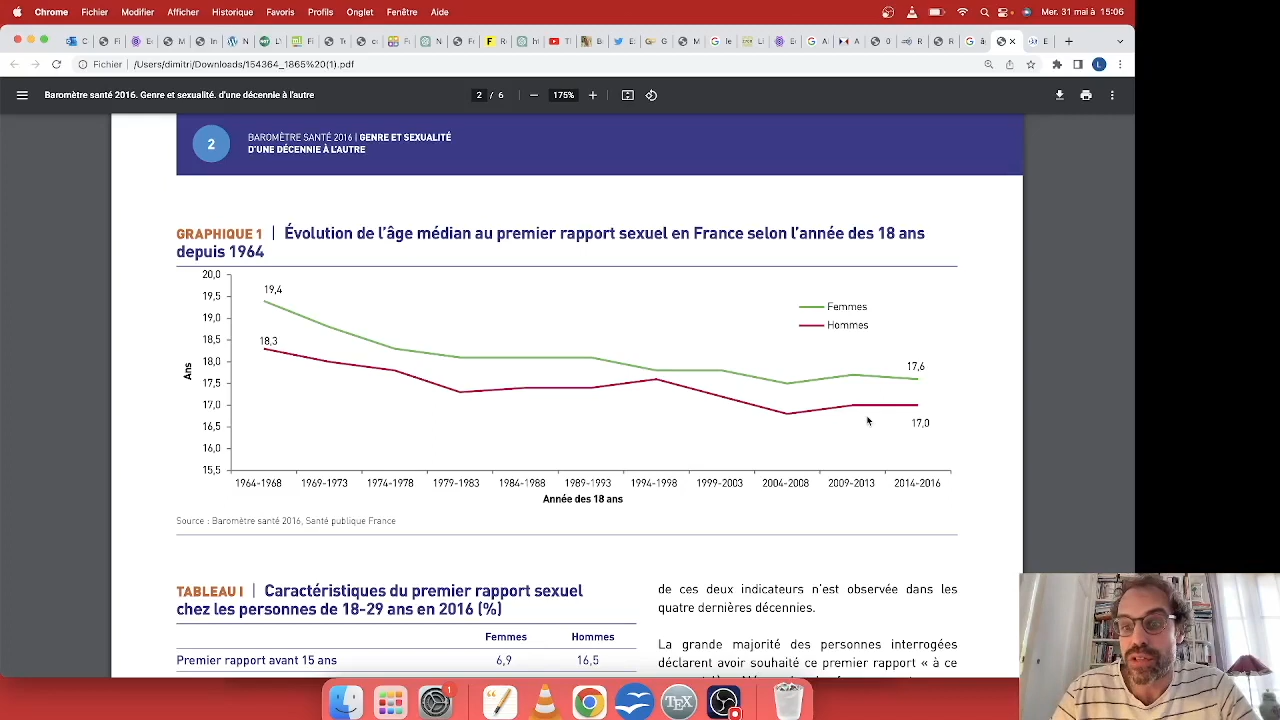 Chrome Fichier Modifier Afficher Historique Favoris Profils Onglet Fenêtre Aide Mer. 31 mai à 15:06
Fichier /Users/dimitri/Downloads/154364_1865%20(1).pdf
Baromètre santé 2016. Genre et sexualité. d'une décennie à l'autre 2 / 6 175%
2
BAROMÈTRE SANTÉ 2016 | GENRE ET SEXUALITÉ
D'UNE DÉCENNIE À L'AUTRE
GRAPHIQUE 1 | Évolution de l'âge médian au premier rapport sexuel en France selon l'année des 18 ans
depuis 1964
20,0
19,5
19,0
18,5
18,0
17,5
17,0
16,5
16,0
15,5
Ans
19,4
18,3
Femmes
Hommes
17,6
17,0
1964-1968 1969-1973 1974-1978 1979-1983 1984-1988 1989-1993 1994-1998 1999-2003 2004-2008 2009-2013 2014-2016
Année des 18 ans
Source : Baromètre santé 2016, Santé publique France
TABLEAU I | Caractéristiques du premier rapport sexuel
chez les personnes de 18-29 ans en 2016 (%)
Femmes Hommes
Premier rapport avant 15 ans 6,9 16,5
de ces deux indicateurs n'est observée dans les
quatre dernières décennies.
La grande majorité des personnes interrogées
déclarent avoir souhaité ce premier rapport « à ce
TEX